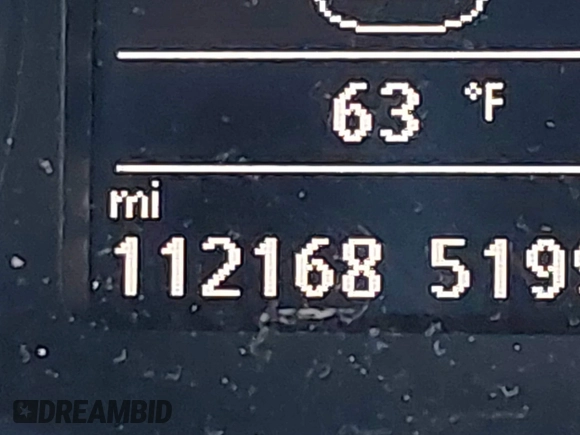 63 °F
mi
112168 519
DREAMBID